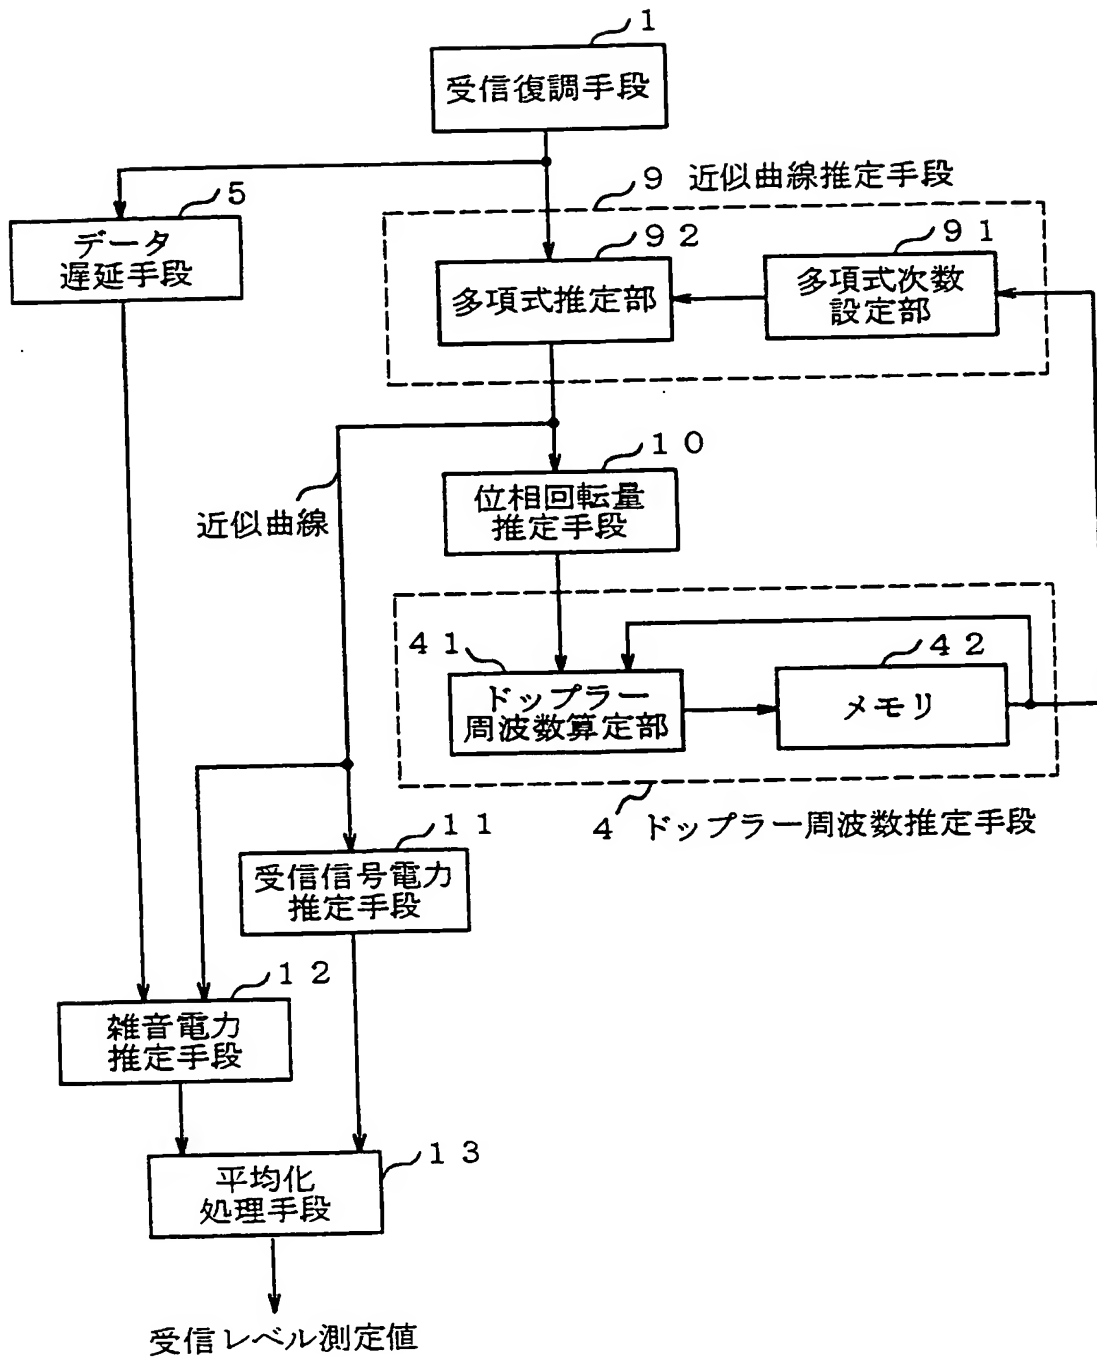 1
受信復調手段
9 近似曲線推定手段
5
データ
遅延手段
92
多項式推定部
91
多項式次数
設定部
10
位相回転量
推定手段
近似曲線
41
ドップラー
周波数算定部
42
メモリ
4 ドップラー周波数推定手段
11
受信信号電力
推定手段
12
雑音電力
推定手段
13
平均化
処理手段
受信レベル測定値